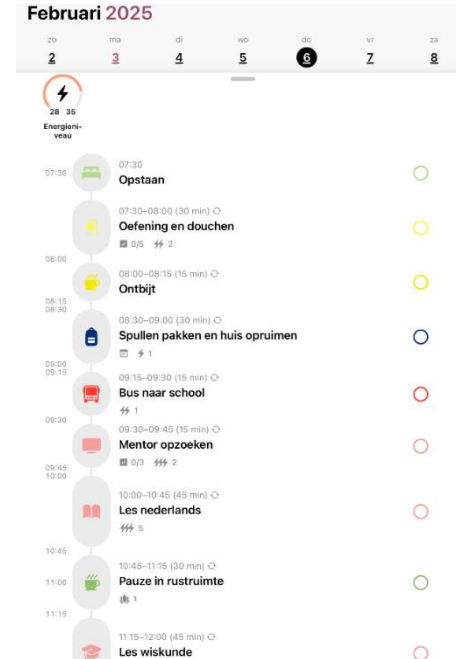 Februari 2025
zo ma di wo do vr za
2 3 4 5 6 7 8
28 35
Energieni-
veau
07:30
07:30
Opstaan
07:30–08:00 (30 min)
Oefening en douchen
0/5 2
08:00
08:00–08:15 (15 min)
Ontbijt
08:15
08:30
08:30–09:00 (30 min)
Spullen pakken en huis opruimen
1
09:00
09:15
09:15–09:30 (15 min)
Bus naar school
1
09:30
09:30–09:45 (15 min)
Mentor opzoeken
0/3 2
09:45
10:00
10:00–10:45 (45 min)
Les nederlands
5
10:45
10:45–11:15 (30 min)
11:00
Pauze in rustruimte
1
11:15
11:15–12:00 (45 min)
Les wiskunde